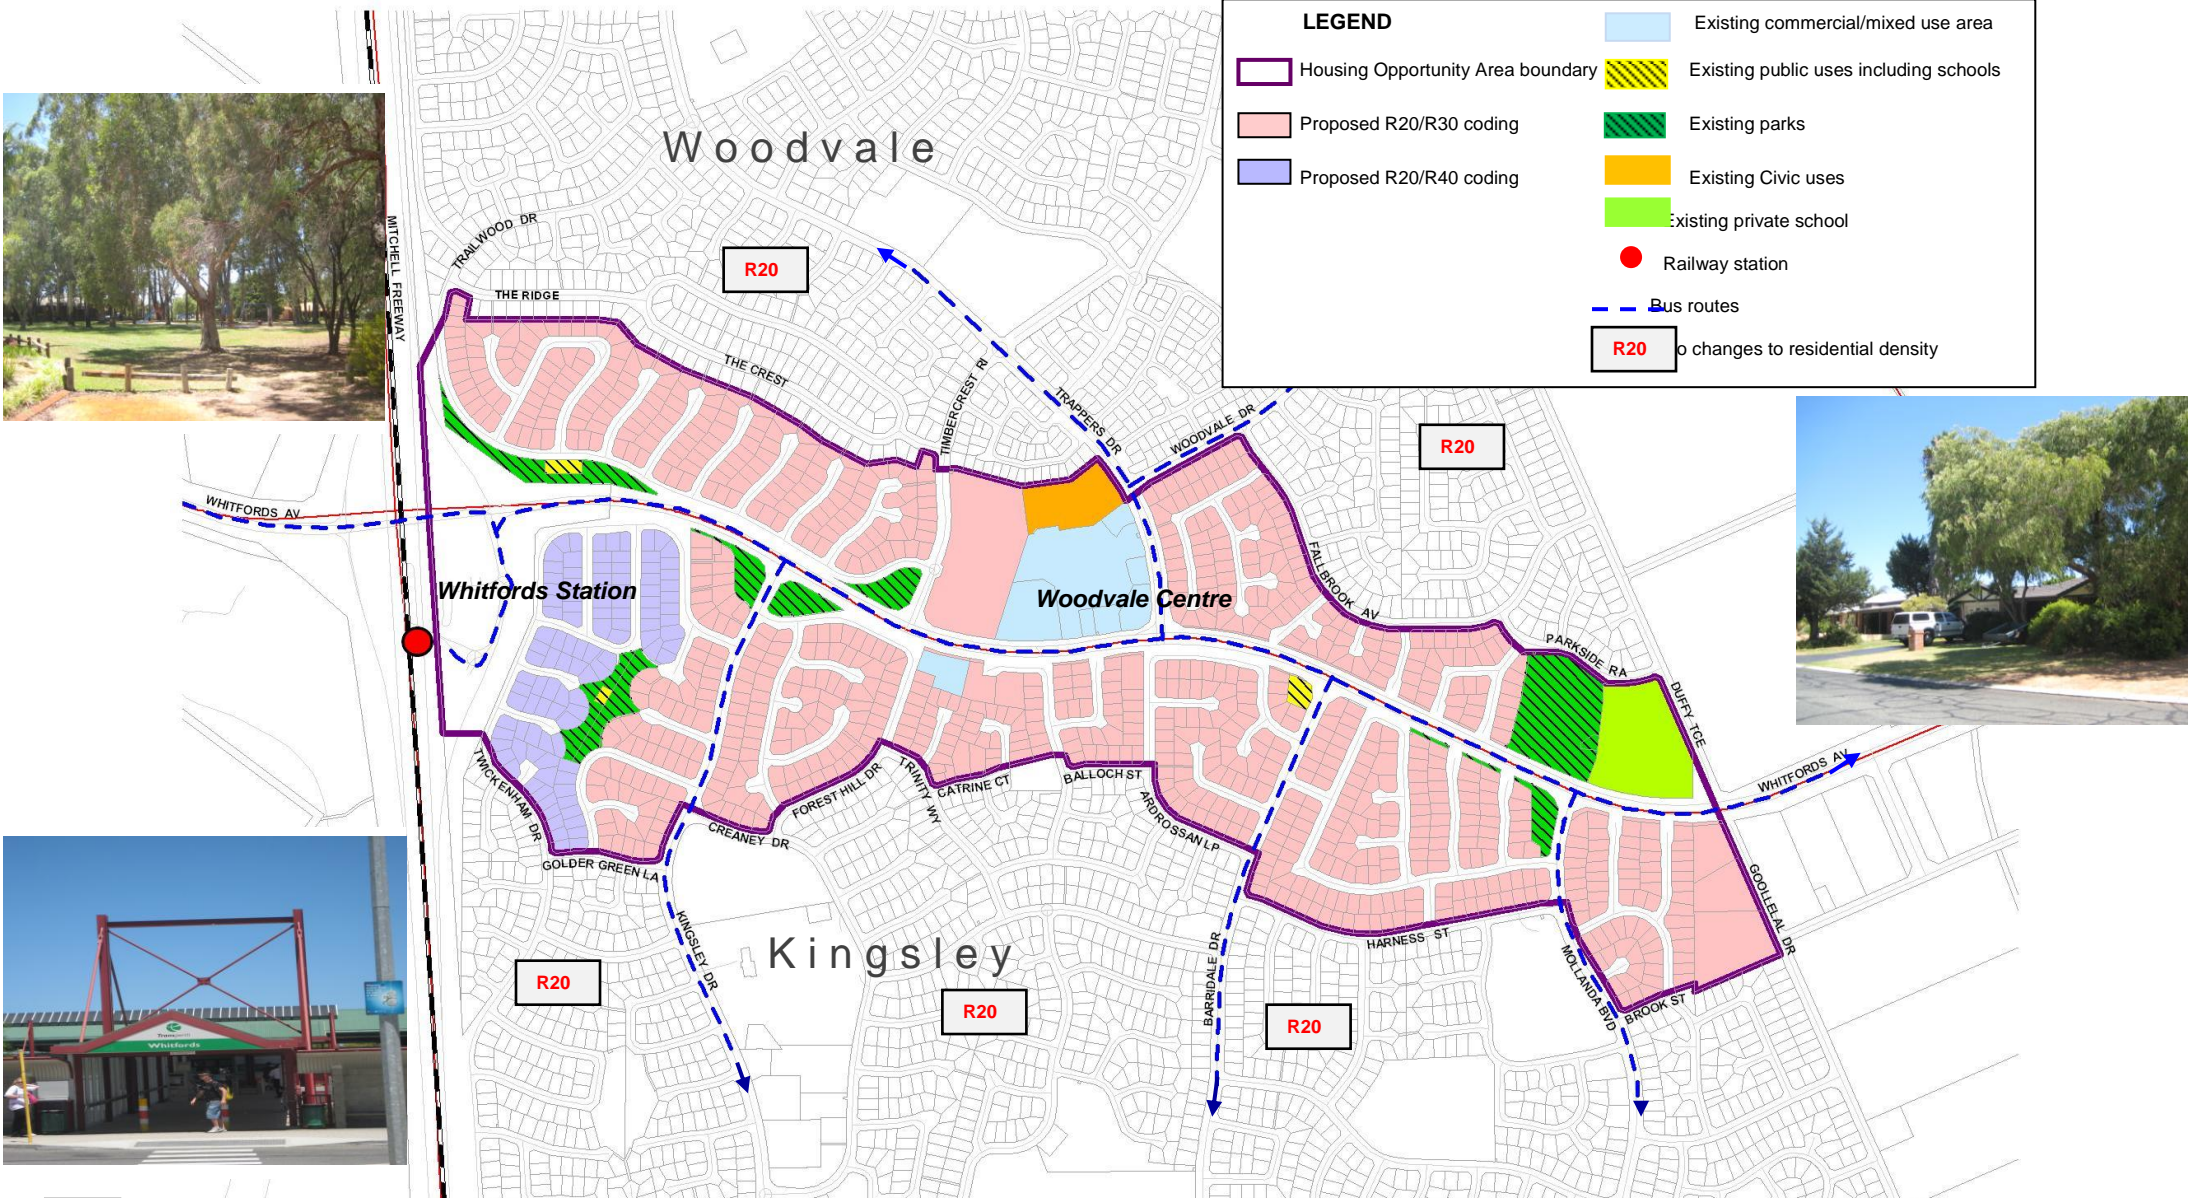 LEGEND
Housing Opportunity Area boundary
Proposed R20/R30 coding
Proposed R20/R40 coding
Existing commercial/mixed use area
Existing public uses including schools
Existing parks
Existing Civic uses
Existing private school
Railway station
Bus routes
R20
o changes to residential density
Woodvale
MITCHELL FREEWAY
TRAILWOOD DR
THE RIDGE
R20
THE CREST
TIMBERCREST RI
TRAPPERS DR
WOODVALE DR
R20
WHITFORDS AV
FALLBROOK AV
Whitfords Station
Woodvale Centre
PARKSIDE RA
DUFFY TCE
WHITFORDS AV
TWICKENHAM DR
GOLDER GREEN LA
CREANEY DR
FOREST HILL DR
TRINITY WY
CATRINE CT
BALLOCH ST
ARDROSSAN LP
KINGSLEY DR
Kingsley
BARRIDALE DR
HARNESS ST
MOLLANDA BVD
BROOK ST
GOOLLELAL DR
R20
R20
R20
Whitfords